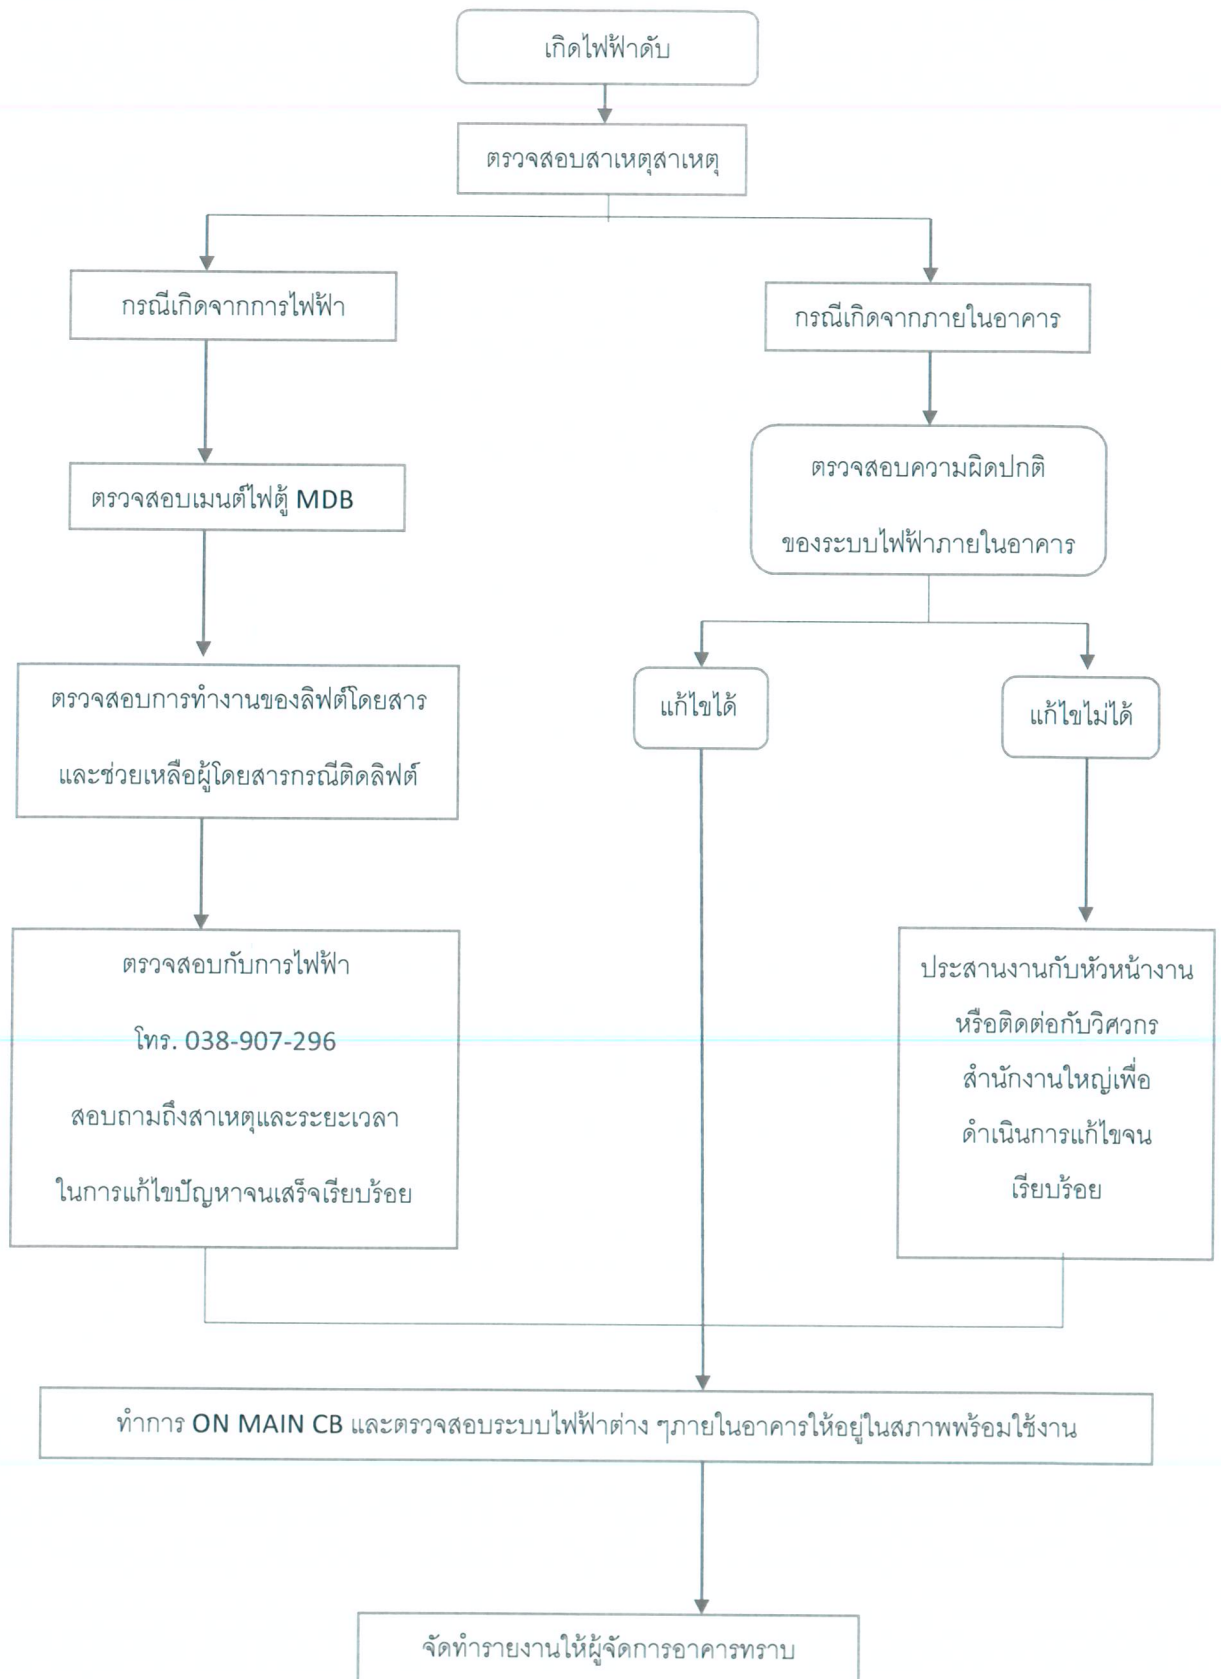 เกิดไฟฟ้าดับ
ตรวจสอบสาเหตุสาเหตุ
กรณีเกิดจากการไฟฟ้า
กรณีเกิดจากภายในอาคาร
ตรวจสอบเมนต์ไฟตู้ MDB
ตรวจสอบความผิดปกติ
ของระบบไฟฟ้าภายในอาคาร
ตรวจสอบการทำงานของลิฟต์โดยสาร
และช่วยเหลือผู้โดยสารกรณีติดลิฟต์
แก้ไขได้
แก้ไขไม่ได้
ตรวจสอบกับการไฟฟ้า
โทร. 038-907-296
สอบถามถึงสาเหตุและระยะเวลา
ในการแก้ไขปัญหาจนเสร็จเรียบร้อย
ประสานงานกับหัวหน้างาน
หรือติดต่อกับวิศวกร
สำนักงานใหญ่เพื่อ
ดำเนินการแก้ไขจน
เรียบร้อย
ทำการ ON MAIN CB และตรวจสอบระบบไฟฟ้าต่าง ๆภายในอาคารให้อยู่ในสภาพพร้อมใช้งาน
จัดทำรายงานให้ผู้จัดการอาคารทราบ